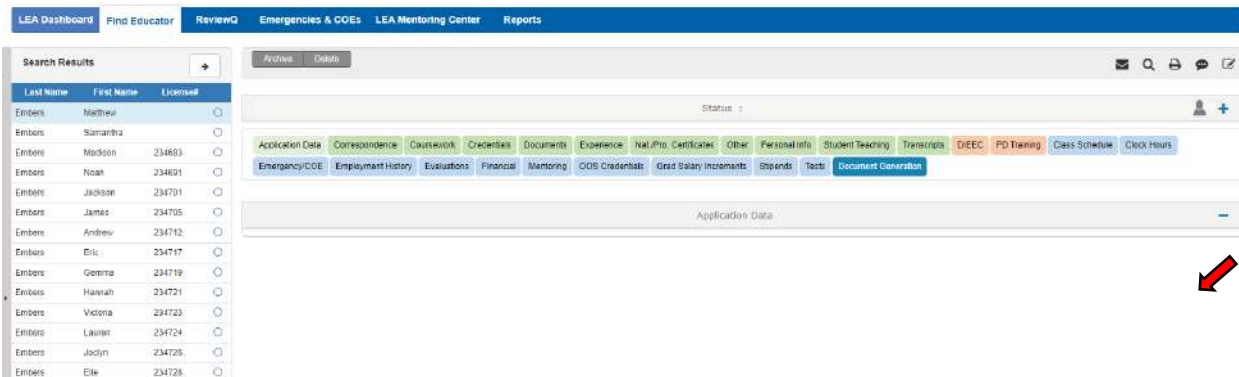 LEA Dashboard Find Educator ReviewQ Emergencies & COEs LEA Mentoring Center Reports
Search Results
Archive Delete
Last Name First Name License#
Status :
Embers Matthew
Embers Samantha
Application Data Correspondence Coursework Credentials Documents Experience Nat./Pro. Certificates Other Personal Info Student Teaching Transcripts DIEEC PD Training Class Schedule Clock Hours
Embers Madison 234683
Emergency/COE Employment History Evaluations Financial Mentoring OOS Credentials Grad Salary Increments Stipends Tests Document Generation
Embers Noah 234691
Embers Jackson 234701
Embers James 234705
Application Data
Embers Andrew 234712
Embers Eric 234717
Embers Gemma 234719
Embers Hannah 234721
Embers Victoria 234723
Embers Lauren 234724
Embers Joclyn 234726
Embers Elle 234728